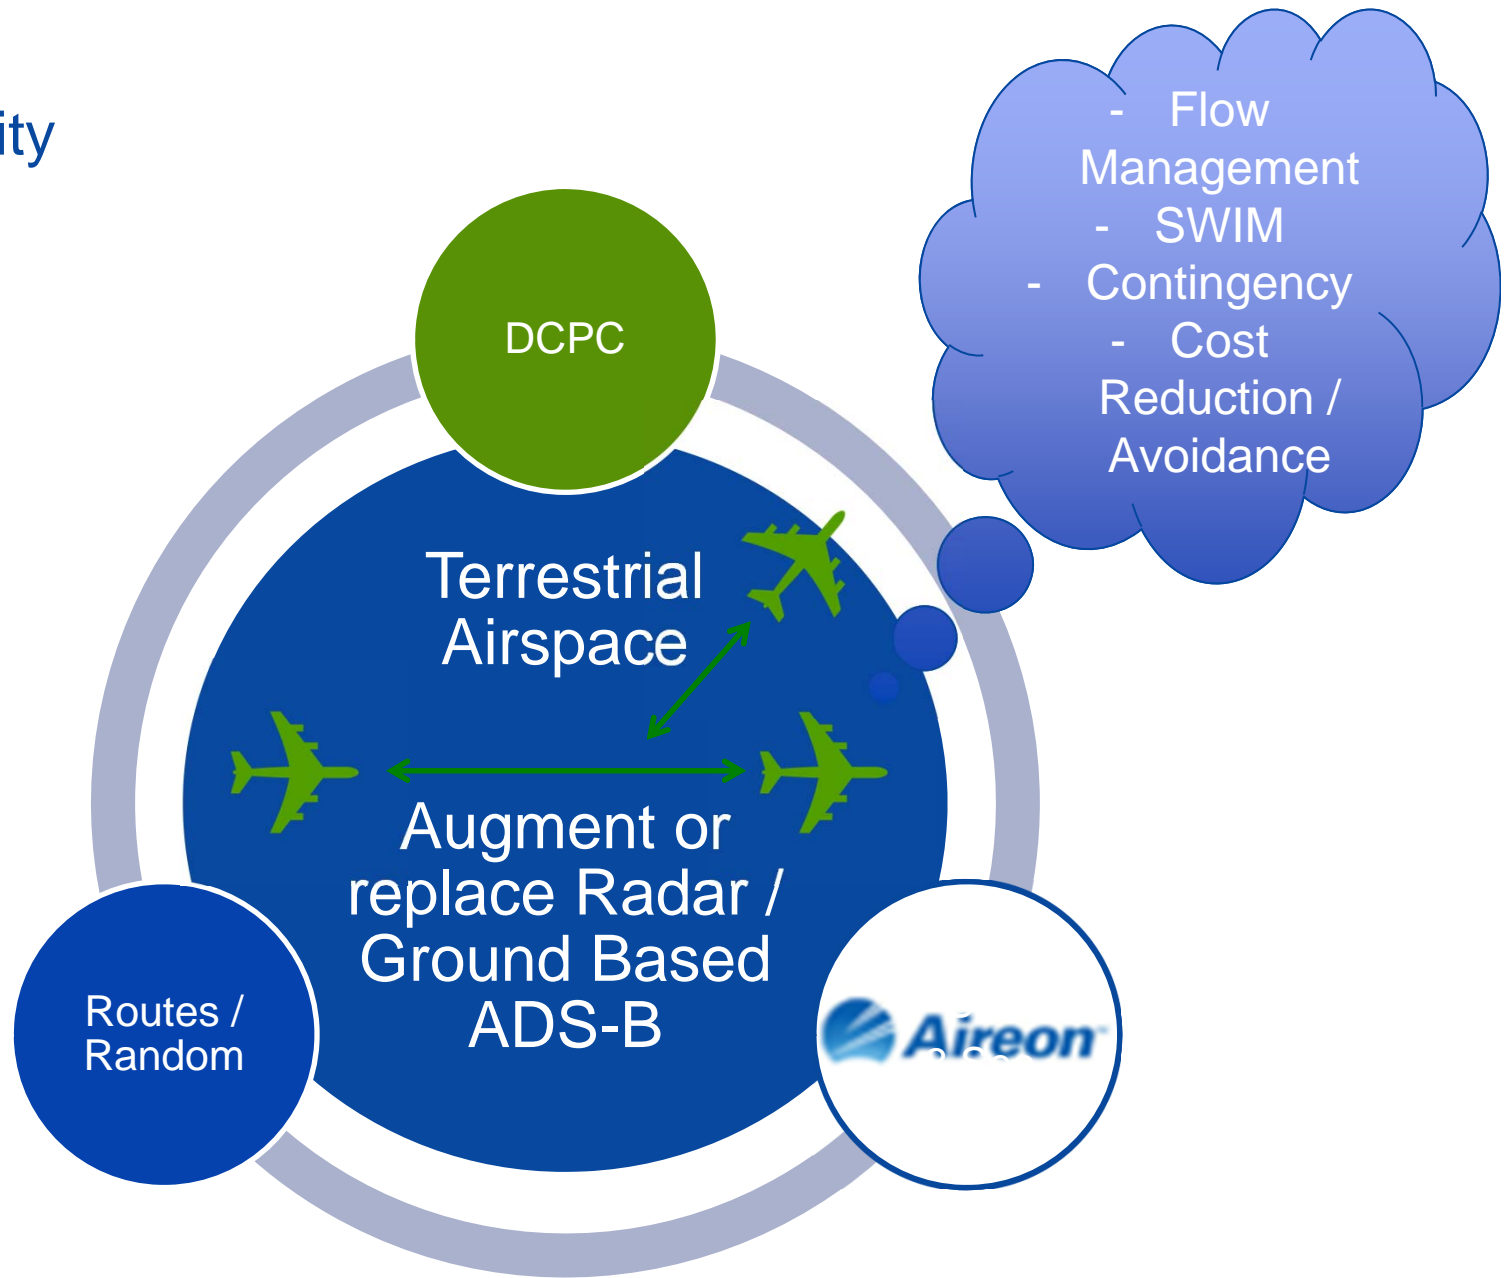 ity
- Flow
Management
- SWIM
- Contingency
- Cost
Reduction /
Avoidance
DCPC
Terrestrial
Airspace
Augment or
replace Radar /
Ground Based
ADS-B
Routes /
Random
Aireon